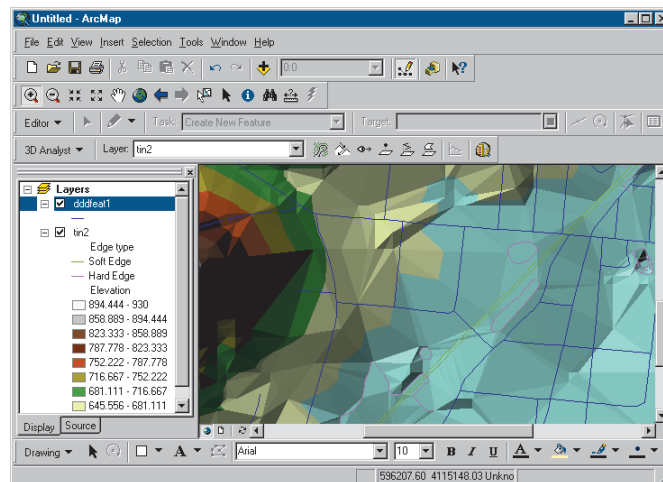 Untitled - ArcMap
File Edit View Insert Selection Tools Window Help
0:0
Editor Task: Create New Feature Target:
3D Analyst Layer: tin2
Layers
dddfeat1
tin2
Edge type
Soft Edge
Hard Edge
Elevation
894.444 - 930
858.889 - 894.444
823.333 - 858.889
787.778 - 823.333
752.222 - 787.778
716.667 - 752.222
681.111 - 716.667
645.556 - 681.111
Display Source
Drawing A Arial 10 B I U A
596207.60 4115148.03 Unkno